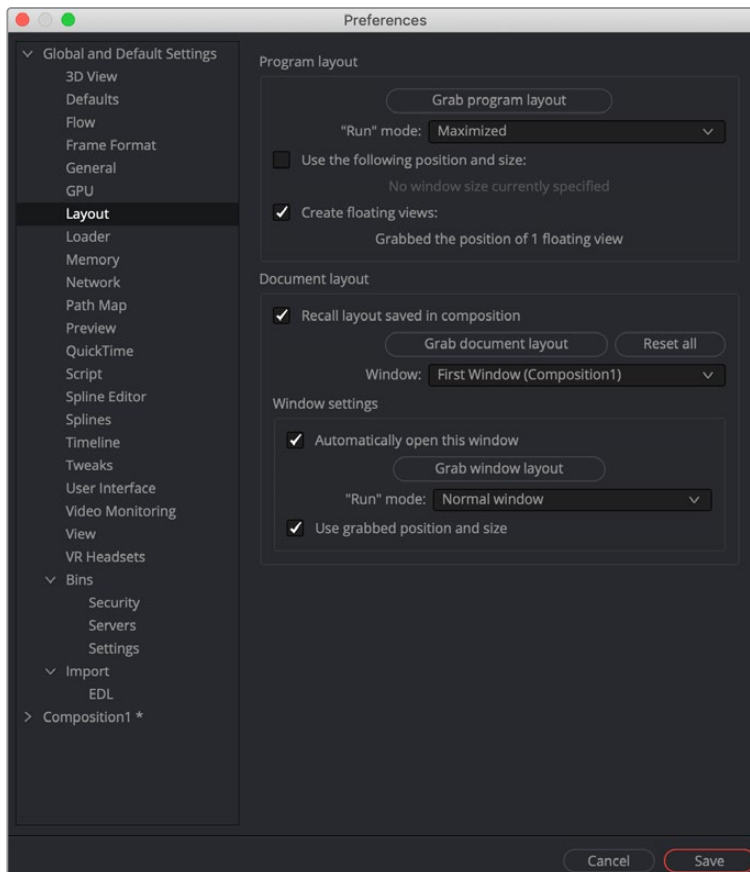 Preferences
Global and Default Settings
3D View
Defaults
Flow
Frame Format
General
GPU
Layout
Loader
Memory
Network
Path Map
Preview
QuickTime
Script
Spline Editor
Splines
Timeline
Tweaks
User Interface
Video Monitoring
View
VR Headsets
Bins
Security
Servers
Settings
Import
EDL
Composition1 *
Program layout
Grab program layout
"Run" mode: Maximized
Use the following position and size:
No window size currently specified
Create floating views:
Grabbed the position of 1 floating view
Document layout
Recall layout saved in composition
Grab document layout Reset all
Window: First Window (Composition1)
Window settings
Automatically open this window
Grab window layout
"Run" mode: Normal window
Use grabbed position and size
Cancel Save